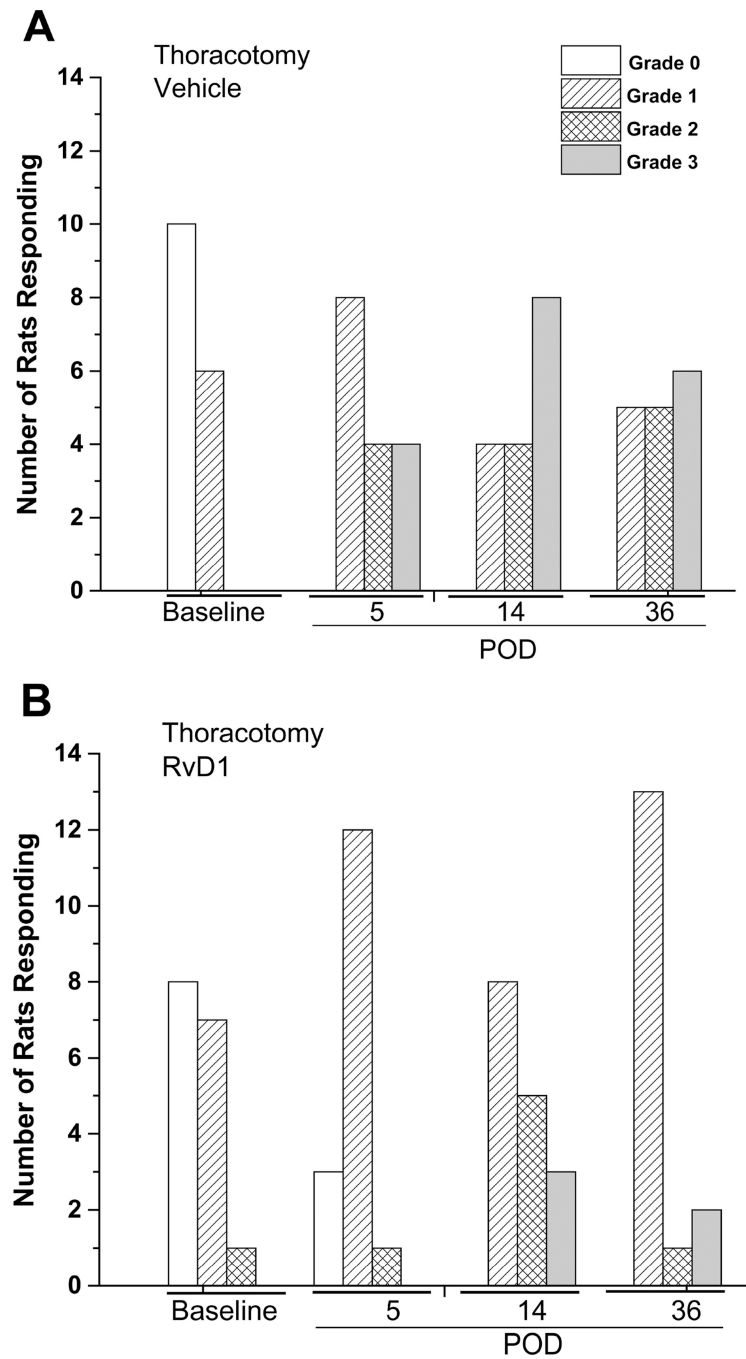 A
Thoracotomy
Vehicle
Grade 0
Grade 1
Grade 2
Grade 3
14
12
10
8
6
4
2
0
Number of Rats Responding
Baseline 5 14 36
POD
B
Thoracotomy
RvD1
14
12
10
8
6
4
2
0
Number of Rats Responding
Baseline 5 14 36
POD